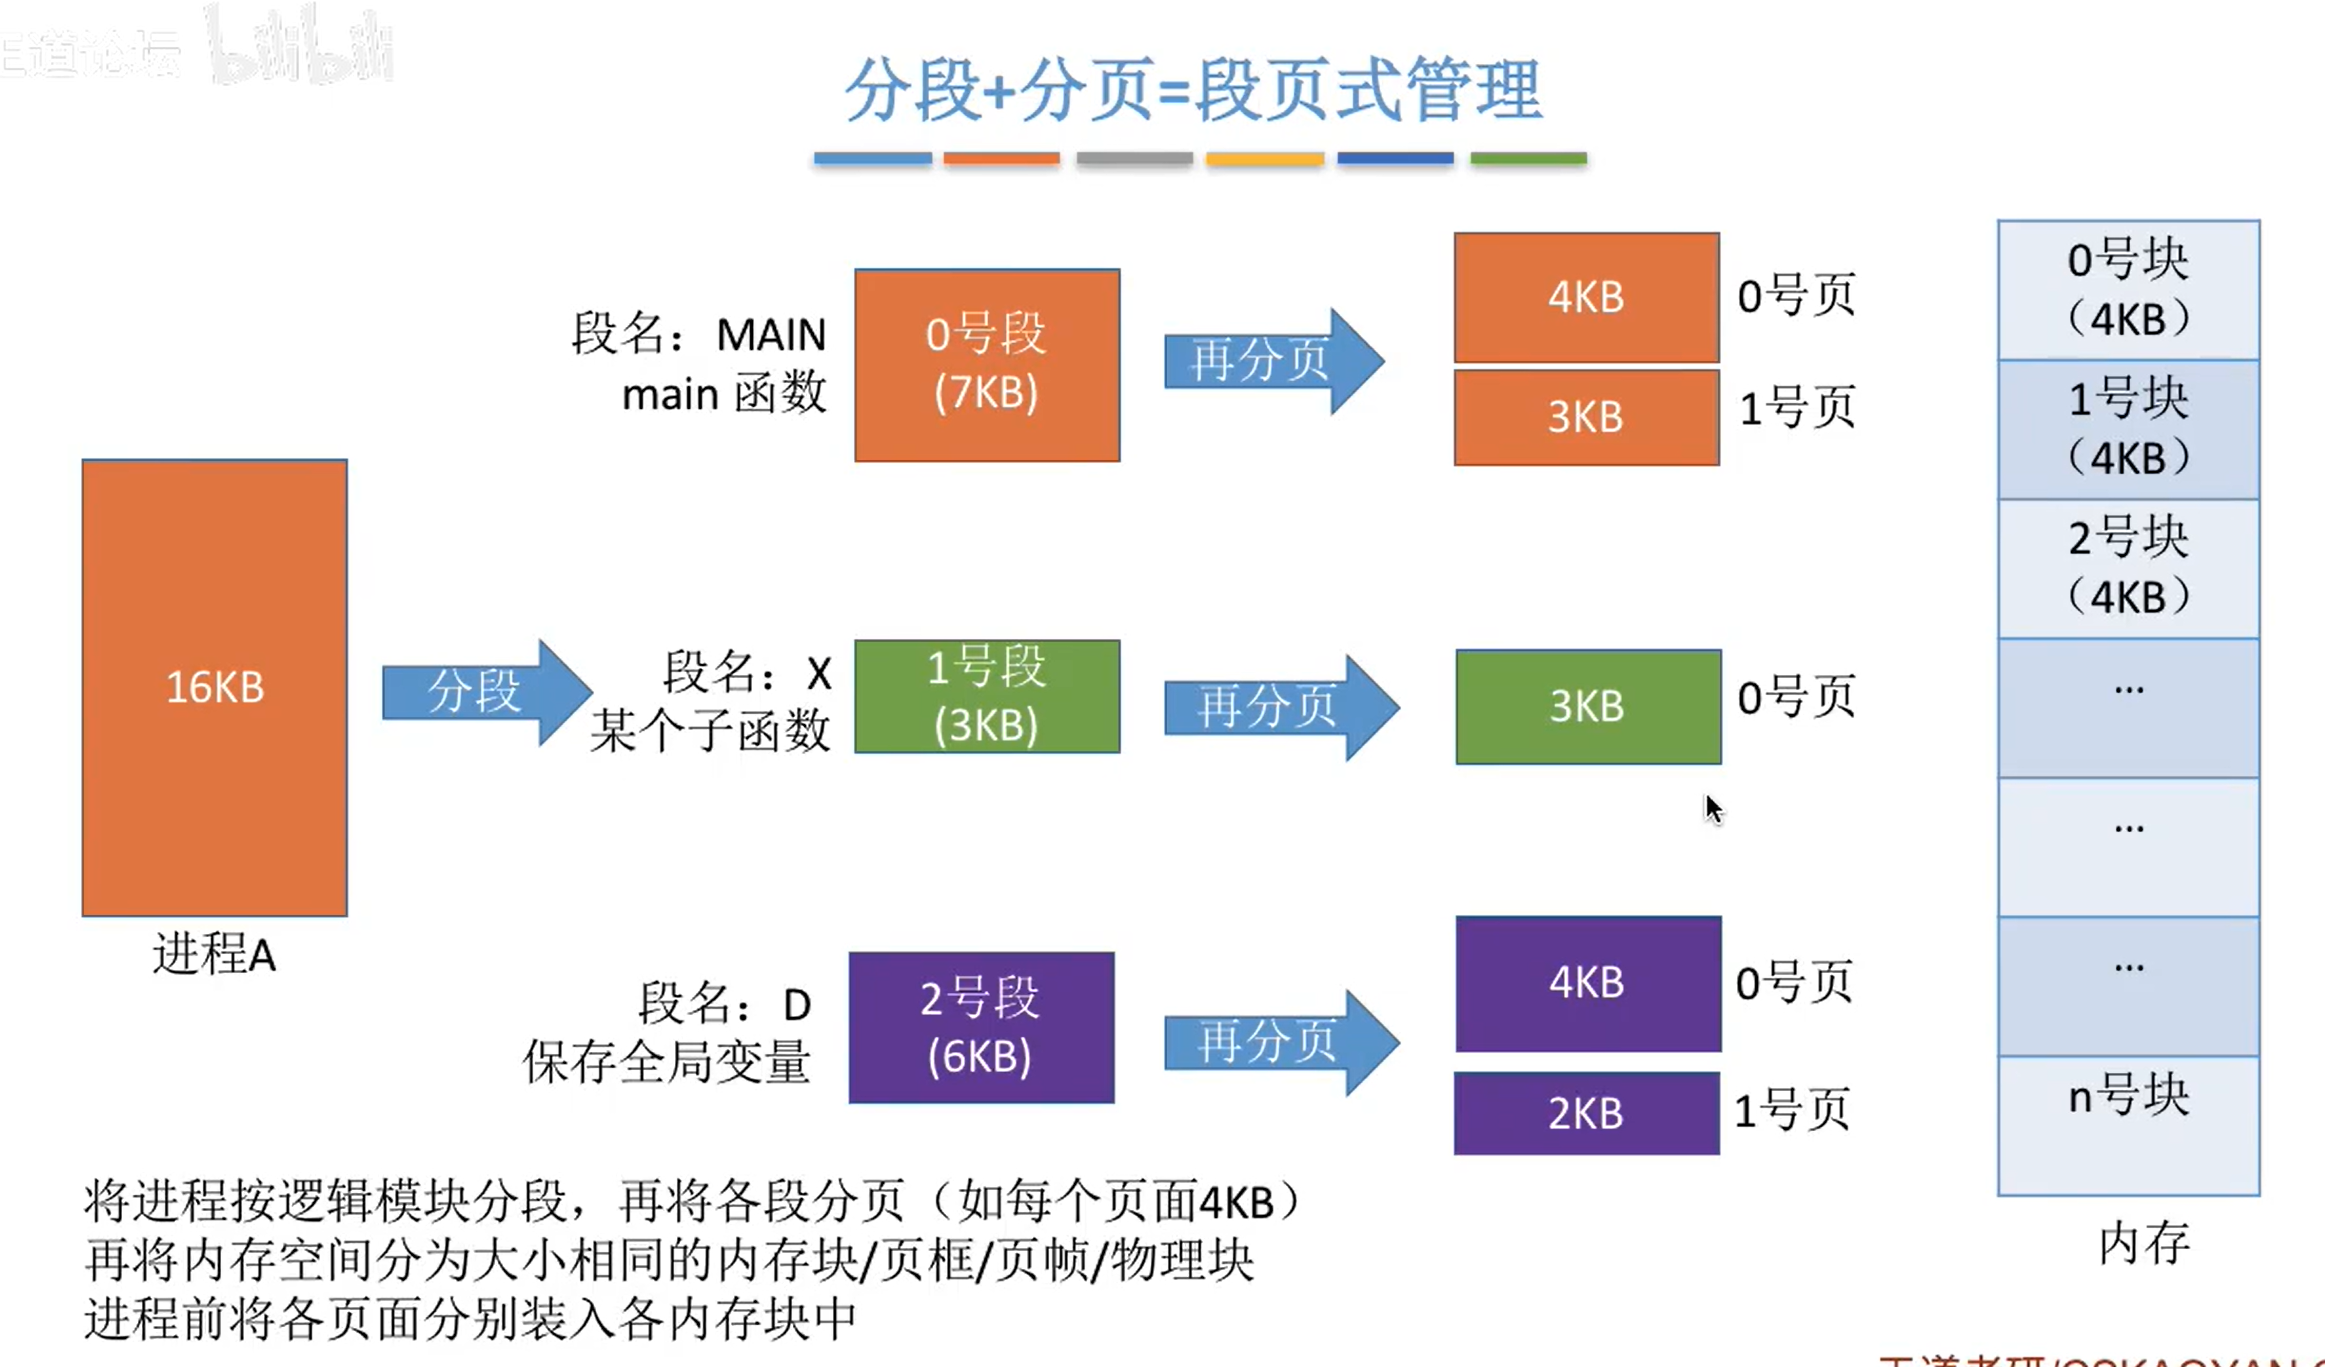 王道论坛 bilibili
分段+分页=段页式管理
16KB
进程A
分段
段名：MAIN
main 函数
0号段
(7KB)
再分页
4KB
0号页
3KB
1号页
段名：X
某个子函数
1号段
(3KB)
再分页
3KB
0号页
段名：D
保存全局变量
2号段
(6KB)
再分页
4KB
0号页
2KB
1号页
0号块
（4KB）
1号块
（4KB）
2号块
（4KB）
...
...
...
n号块
内存
将进程按逻辑模块分段，再将各段分页（如每个页面4KB）
再将内存空间分为大小相同的内存块/页框/页帧/物理块
进程前将各页面分别装入各内存块中